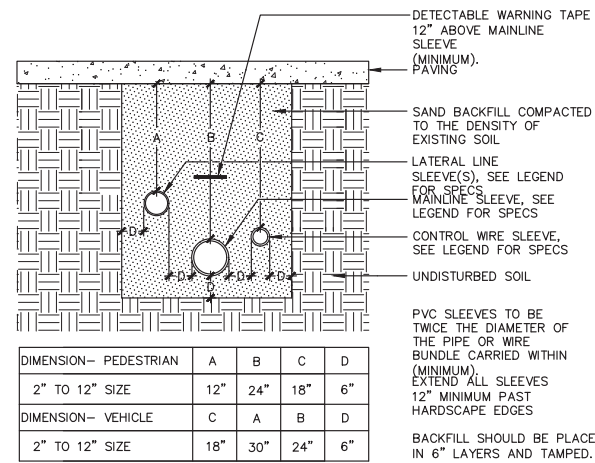 DETECTABLE WARNING TAPE
12" ABOVE MAINLINE
SLEEVE
(MINIMUM).
PAVING
SAND BACKFILL COMPACTED
TO THE DENSITY OF
EXISTING SOIL
A
B
C
LATERAL LINE
SLEEVE(S), SEE LEGEND
FOR SPECS
MAINLINE SLEEVE, SEE
LEGEND FOR SPECS
D
CONTROL WIRE SLEEVE,
SEE LEGEND FOR SPECS
D
D
D
D
UNDISTURBED SOIL
PVC SLEEVES TO BE
TWICE THE DIAMETER OF
THE PIPE OR WIRE
BUNDLE CARRIED WITHIN
(MINIMUM).
EXTEND ALL SLEEVES
12" MINIMUM PAST
HARDSCAPE EDGES
BACKFILL SHOULD BE PLACE
IN 6" LAYERS AND TAMPED.
DIMENSION- PEDESTRIAN A B C D
2" TO 12" SIZE 12" 24" 18" 6"
DIMENSION- VEHICLE C A B D
2" TO 12" SIZE 18" 30" 24" 6"